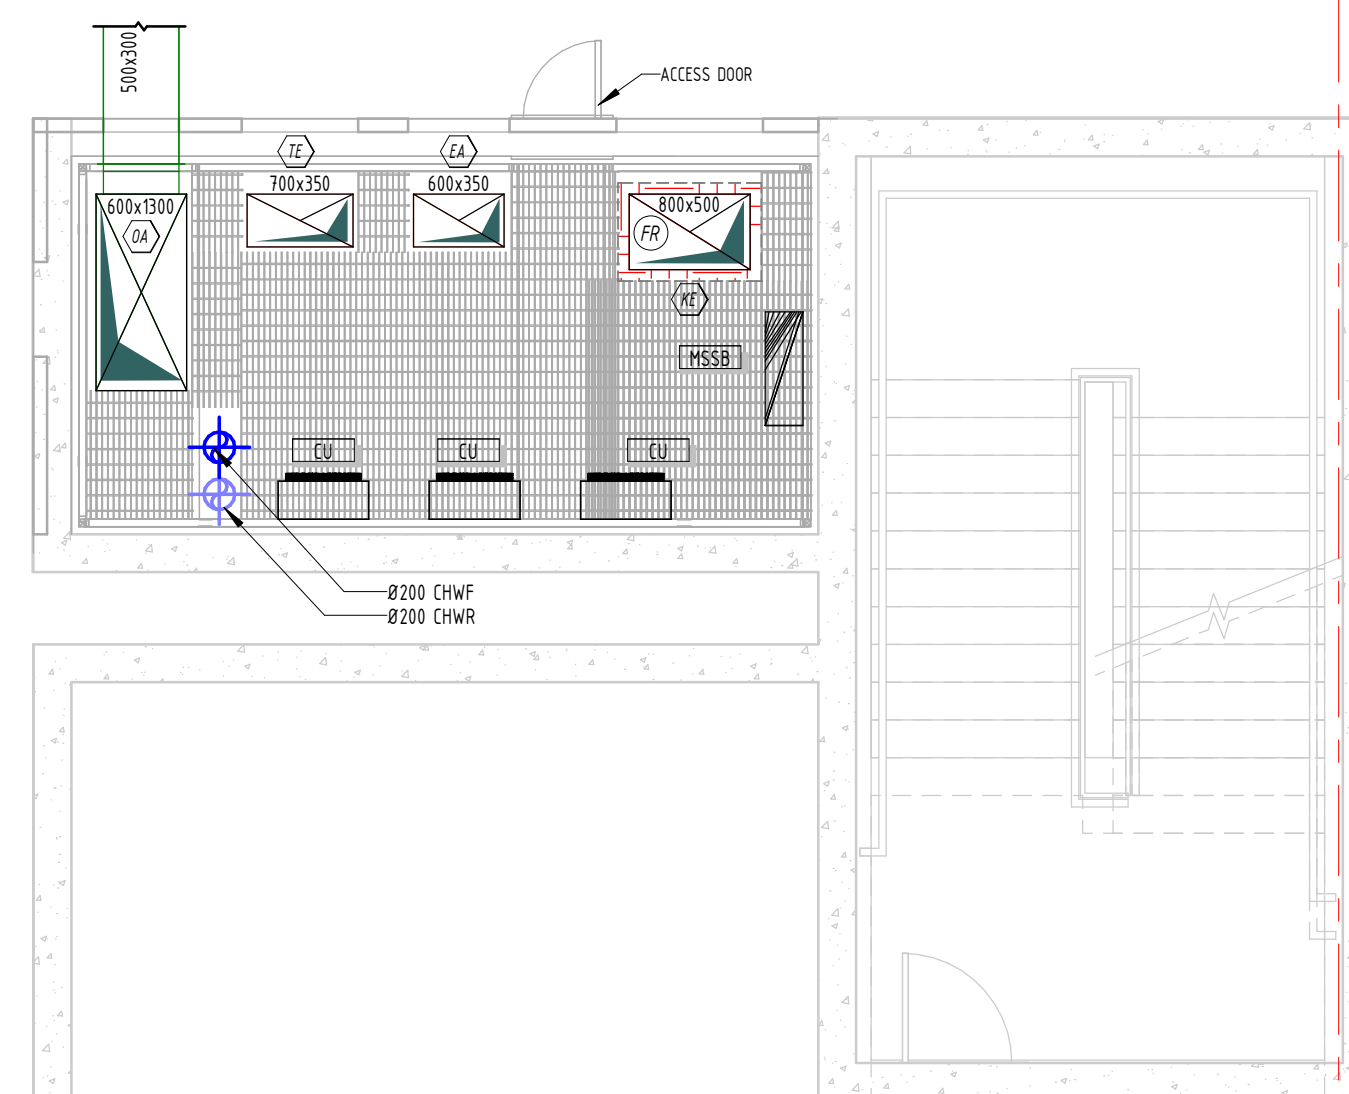 500x300
ACCESS DOOR
TE
EA
700x350
600x350
600x1300
OA
800x500
FR
KE
MSSB
CU
CU
CU
Ø200 CHWF
Ø200 CHWR